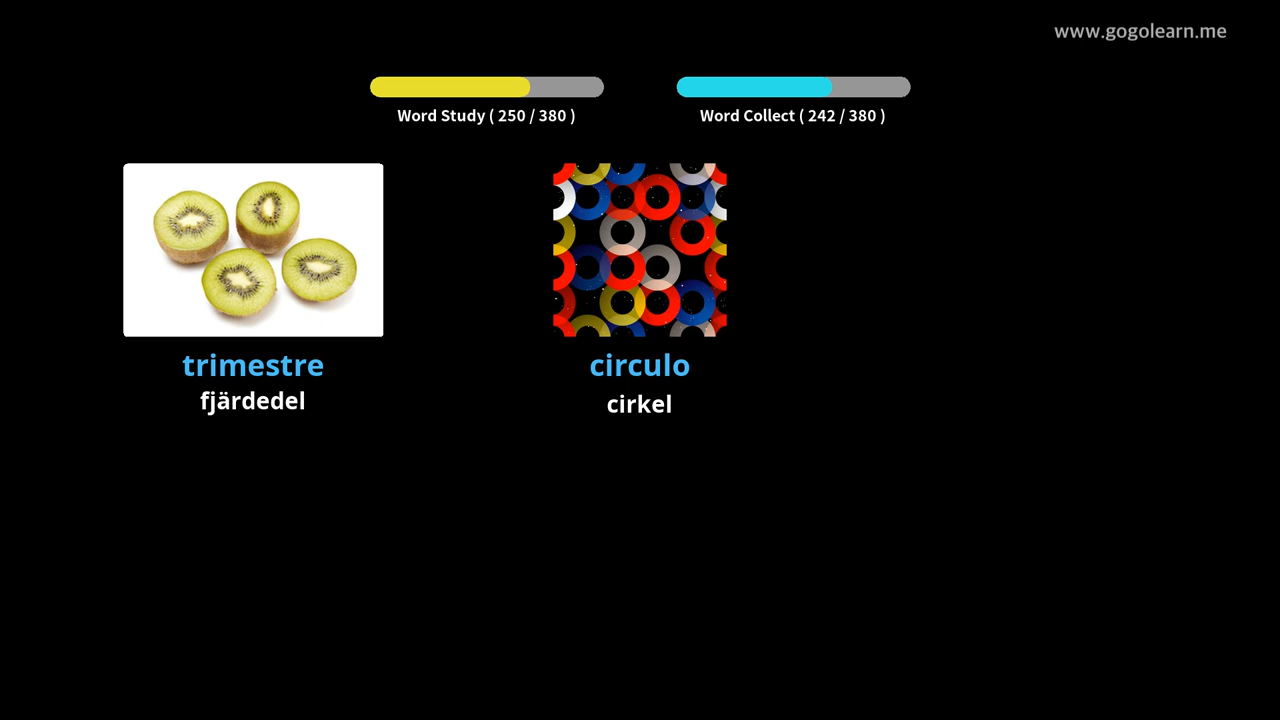 www.gogolearn.me
Word Study ( 250 / 380 )
Word Collect ( 242 / 380 )
trimestre
fjärdedel
circulo
cirkel